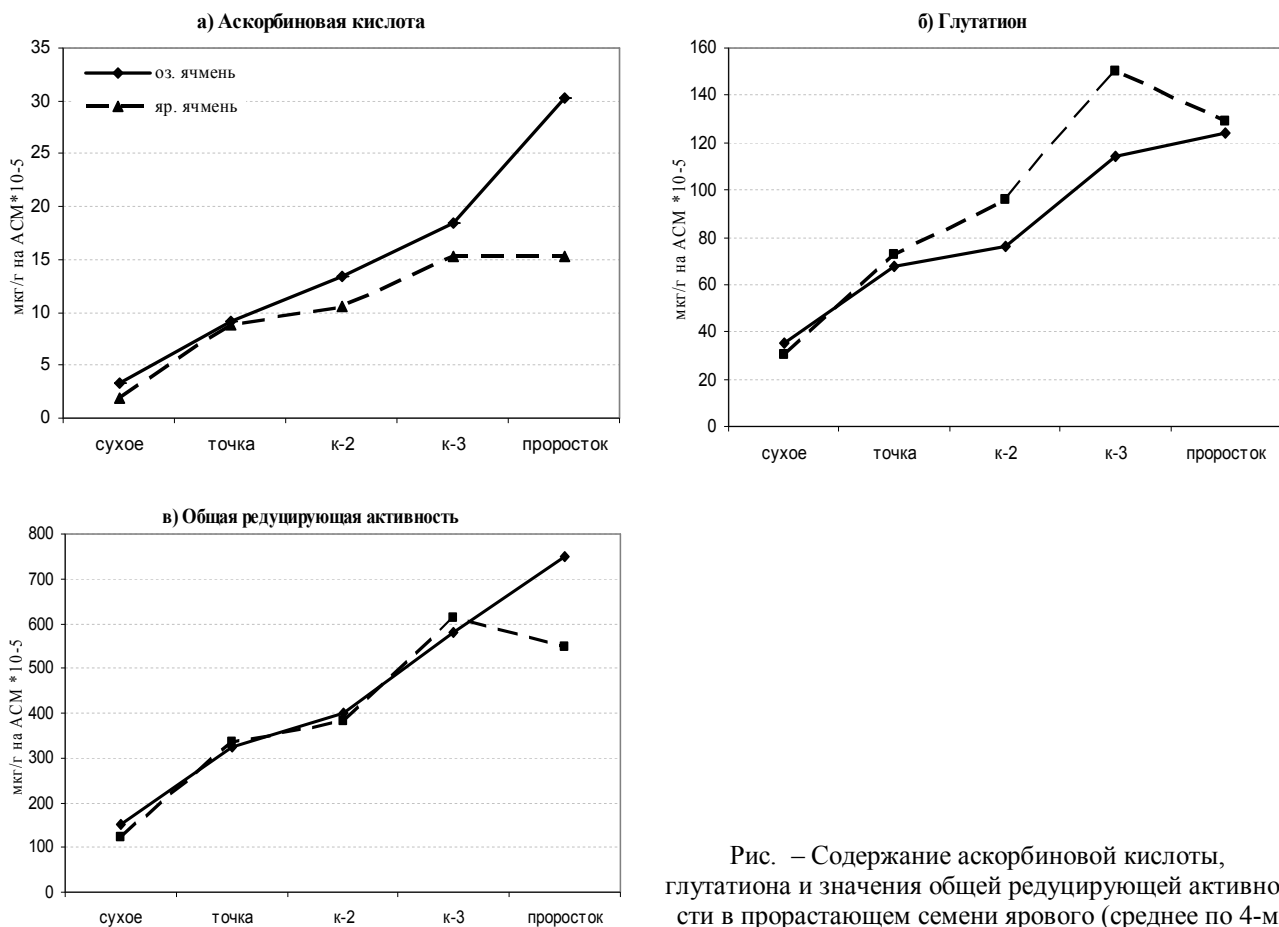 а) Аскорбиновая кислота
35
30
25
20
15
10
5
0
мкг/г на АСМ*10-5
оз. ячмень
яр. ячмень
сухое
точка
к-2
к-3
проросток
б) Глутатион
160
140
120
100
80
60
40
20
0
мкг/г на АСМ *10-5
сухое
точка
к-2
к-3
проросток
в) Общая редуцирующая активность
800
700
600
500
400
300
200
100
0
мкг/г на АСМ *10-5
сухое
точка
к-2
к-3
проросток
Рис. – Содержание аскорбиновой кислоты,
глутатиона и значения общей редуцирующей активно
сти в прорастающем семени ярового (среднее по 4-м